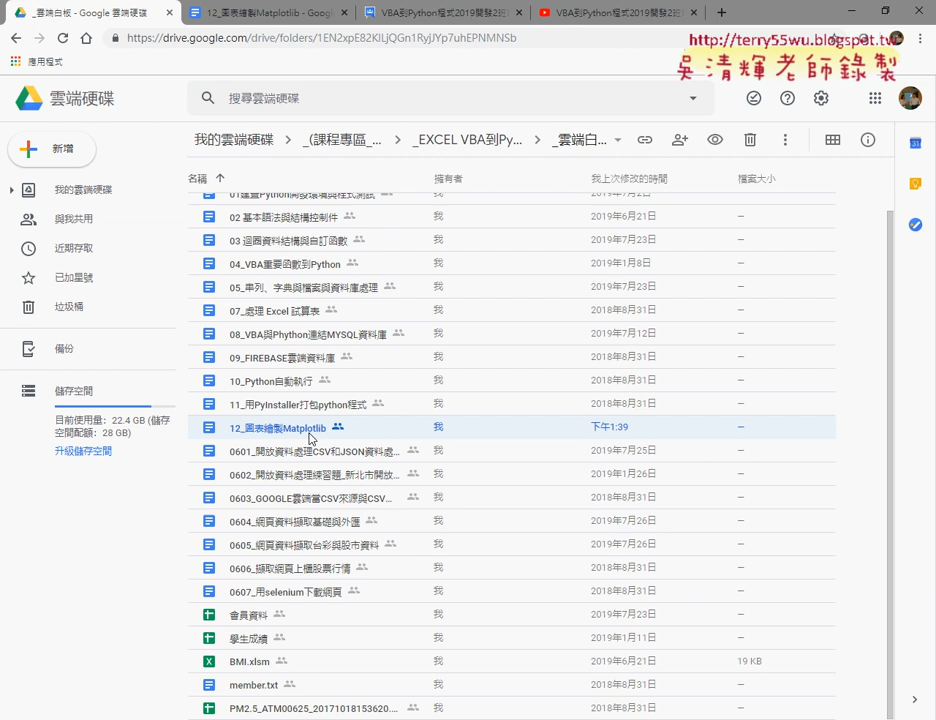 _雲端白板 - Google 雲端硬碟
12_圖表繪製Matplotlib - Googl
VBA到Python程式2019開發2班
VBA到Python程式2019開發2班
https://drive.google.com/drive/folders/1EN2xpE82KlLjQGn1RyjJYp7uhEPNMNSb
http://terry55wu.blogspot.tw
吳清輝老師錄製
應用程式
雲端硬碟
搜尋雲端硬碟
新增
我的雲端硬碟
_(課程專區_...
_EXCEL VBA到Py...
_雲端白...
名稱
擁有者
我上次修改的時間
檔案大小
我的雲端硬碟
與我共用
近期存取
已加星號
垃圾桶
備份
儲存空間
目前使用量：22.4 GB (儲存
空間配額：28 GB)
升級儲存空間
01建置Python開發環境與程式測試 我 2019年7月2日 –
02 基本語法與結構控制件 我 2019年6月21日 –
03 迴圈資料結構與自訂函數 我 2019年7月23日 –
04_VBA重要函數到Python 我 2019年1月8日 –
05_串列、字典與檔案與資料庫處理 我 2019年7月23日 –
07_處理 Excel 試算表 我 2018年8月31日 –
08_VBA與Phython連結MYSQL資料庫 我 2019年7月12日 –
09_FIREBASE雲端資料庫 我 2018年8月31日 –
10_Python自動執行 我 2018年8月31日 –
11_用PyInstaller打包python程式 我 2018年8月31日 –
12_圖表繪製Matplotlib 我 下午1:39 –
0601_開放資料處理CSV和JSON資料處... 我 2019年7月25日 –
0602_開放資料處理練習題_新北市開放... 我 2019年1月26日 –
0603_GOOGLE雲端當CSV來源與CSV... 我 2018年8月31日 –
0604_網頁資料擷取基礎與外匯 我 2019年7月26日 –
0605_網頁資料擷取台彩與股市資料 我 2019年7月26日 –
0606_擷取網頁上櫃股票行情 我 2018年8月31日 –
0607_用selenium下載網頁 我 2018年8月31日 –
會員資料 我 2019年7月23日 –
學生成績 我 2019年1月11日 –
BMI.xlsm 我 2019年6月21日 19 KB
member.txt 我 2018年8月31日 –
PM2.5_ATM00625_20171018153620.... 我 2018年8月31日 –